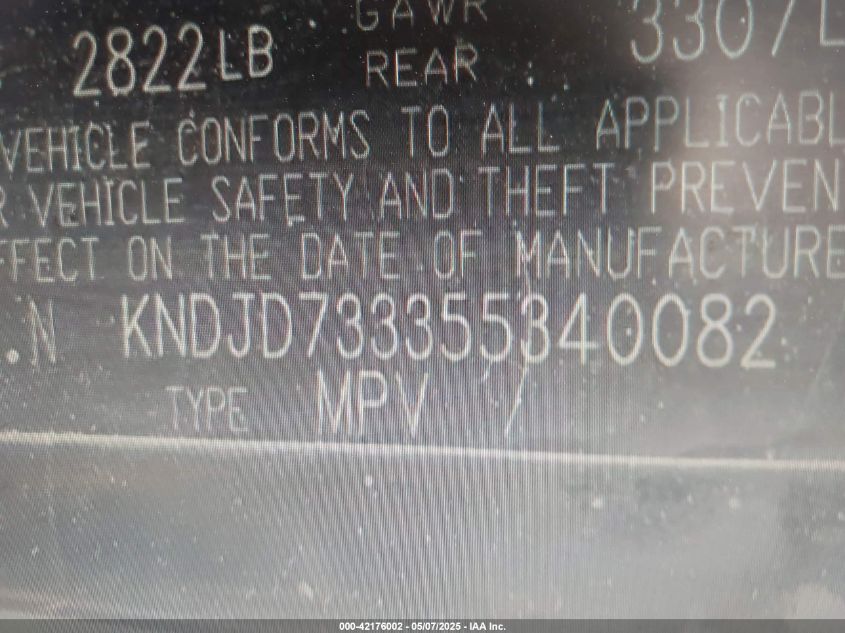 2822LB GAWR REAR : 3307L
VEHICLE CONFORMS TO ALL APPLICABL
R VEHICLE SAFETY AND THEFT PREVEN
FFECT ON THE DATE OF MANUFACTURE
.N KNDJD733355340082
TYPE MPV /
000-42176002 — 05/07/2025 — IAA Inc.